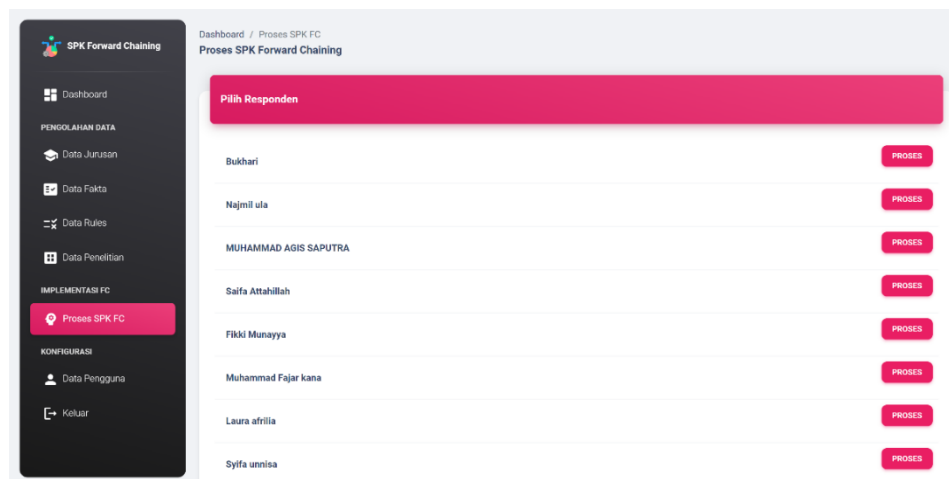 SPK Forward Chaining
Dashboard
PENGOLAHAN DATA
Data Jurusan
Data Fakta
Data Rules
Data Penelitian
IMPLEMENTASI FC
Proses SPK FC
KONFIGURASI
Data Pengguna
Keluar
Dashboard / Proses SPK FC
Proses SPK Forward Chaining
Pilih Responden
Bukhari PROSES
Najmil ula PROSES
MUHAMMAD AGIS SAPUTRA PROSES
Saifa Attahillah PROSES
Fikki Munayya PROSES
Muhammad Fajar kana PROSES
Laura afrilia PROSES
Syifa unnisa PROSES